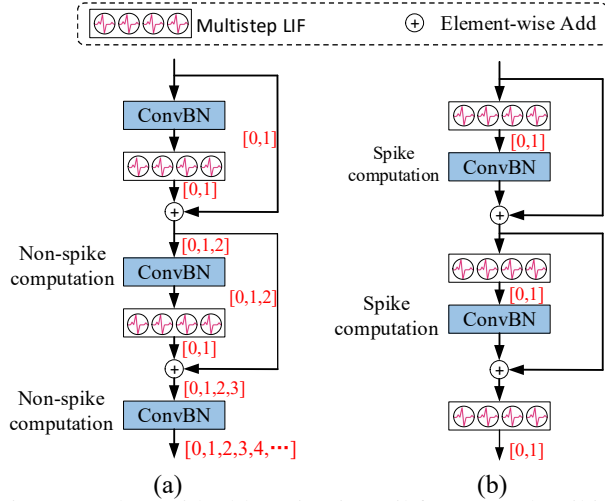 Multistep LIF
+ Element-wise Add
ConvBN
[0,1]
[0,1]
+
[0,1,2]
Non-spike
computation
ConvBN
[0,1,2]
[0,1]
+
[0,1,2,3]
Non-spike
computation
ConvBN
[0,1,2,3,4,⋯]
(a)
[0,1]
Spike
computation
ConvBN
+
[0,1]
Spike
computation
ConvBN
+
[0,1]
(b)